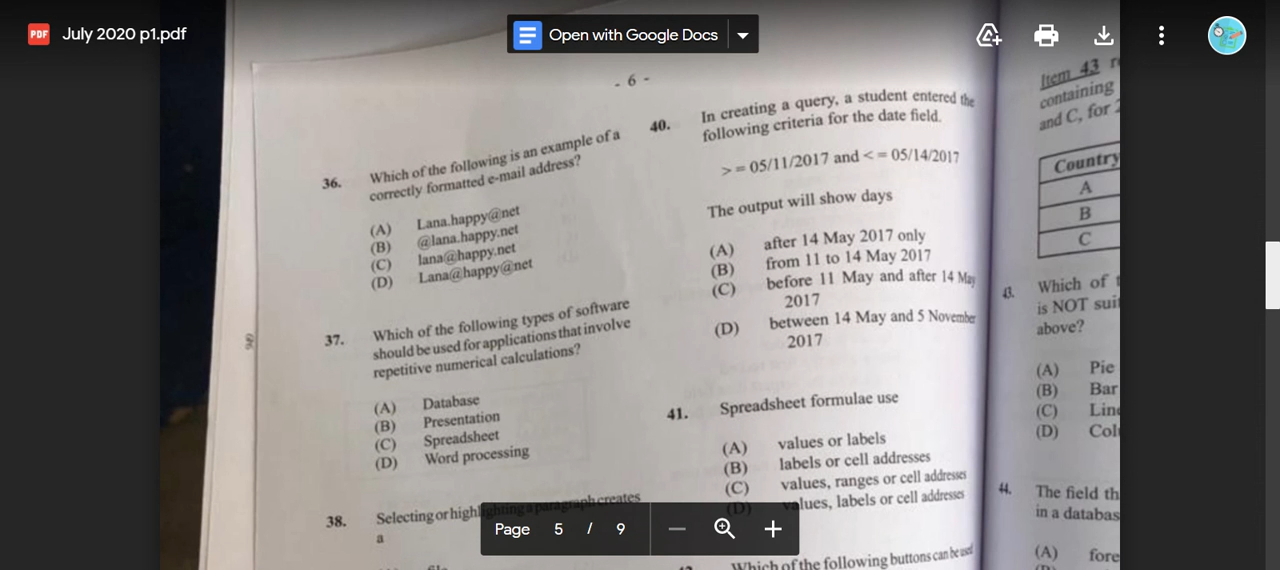 PDF July 2020 p1.pdf
Open with Google Docs
- 6 -
36. Which of the following is an example of a
correctly formatted e-mail address?
(A) Lana.happy@net
(B) @lana.happy.net
(C) lana@happy.net
(D) Lana@happy@net
37. Which of the following types of software
should be used for applications that involve
repetitive numerical calculations?
(A) Database
(B) Presentation
(C) Spreadsheet
(D) Word processing
38. Selecting or highlighting a paragraph creates
a
40. In creating a query, a student entered the
following criteria for the date field.
> = 05/11/2017 and < = 05/14/2017
The output will show days
(A) after 14 May 2017 only
(B) from 11 to 14 May 2017
(C) before 11 May and after 14 May
2017
(D) between 14 May and 5 November
2017
41. Spreadsheet formulae use
(A) values or labels
(B) labels or cell addresses
(C) values, ranges or cell addresses
(D) values, labels or cell addresses
Which of the following buttons can be used
Item 43
containing
and C, for
Country
A
B
C
43. Which of
is NOT
above?
(A) Pie
(B) Bar
(C)
(D)
44. The field
in a
(A)
Page 5 / 9